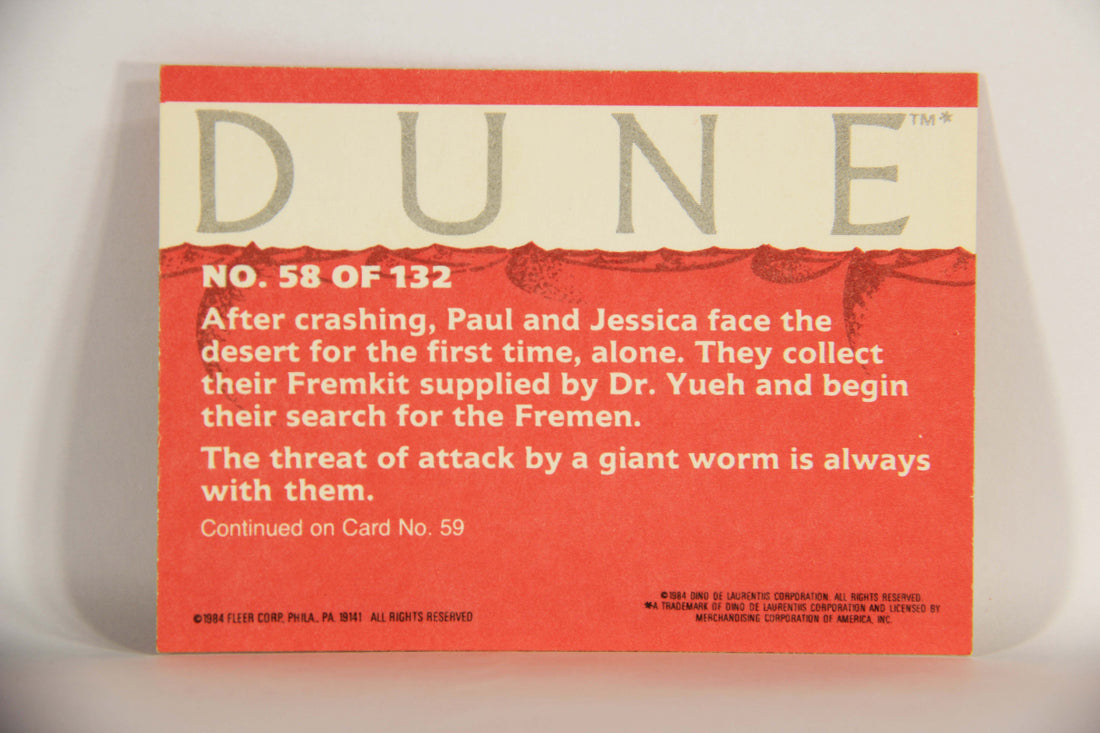 DUNE™*
NO. 58 OF 132
After crashing, Paul and Jessica face the
desert for the first time, alone. They collect
their Fremkit supplied by Dr. Yueh and begin
their search for the Fremen.
The threat of attack by a giant worm is always
with them.
Continued on Card No. 59
©1984 FLEER CORP., PHILA., PA. 19141 ALL RIGHTS RESERVED
©1984 DINO DE LAURENTIIS CORPORATION. ALL RIGHTS RESERVED.
*A TRADEMARK OF DINO DE LAURENTIIS CORPORATION AND LICENSED BY
MERCHANDISING CORPORATION OF AMERICA, INC.